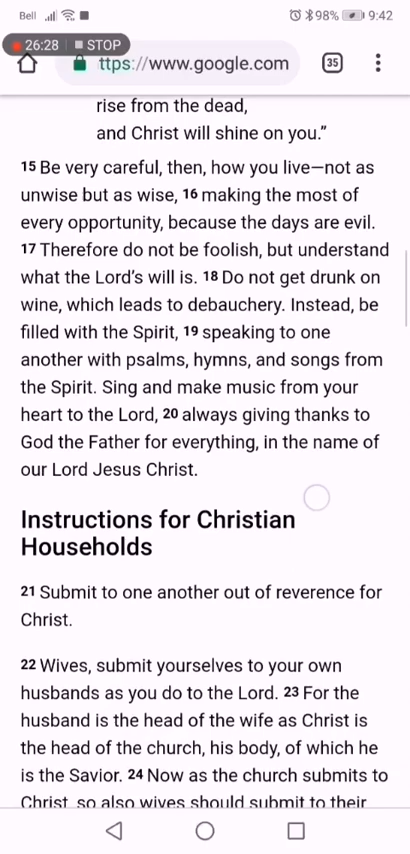 Bell 98% 9:42
26:28 STOP
ttps://www.google.com 35
rise from the dead,
and Christ will shine on you.”
15 Be very careful, then, how you live—not as
unwise but as wise, 16 making the most of
every opportunity, because the days are evil.
17 Therefore do not be foolish, but understand
what the Lord’s will is. 18 Do not get drunk on
wine, which leads to debauchery. Instead, be
filled with the Spirit, 19 speaking to one
another with psalms, hymns, and songs from
the Spirit. Sing and make music from your
heart to the Lord, 20 always giving thanks to
God the Father for everything, in the name of
our Lord Jesus Christ.
Instructions for Christian
Households
21 Submit to one another out of reverence for
Christ.
22 Wives, submit yourselves to your own
husbands as you do to the Lord. 23 For the
husband is the head of the wife as Christ is
the head of the church, his body, of which he
is the Savior. 24 Now as the church submits to
Christ, so also wives should submit to their